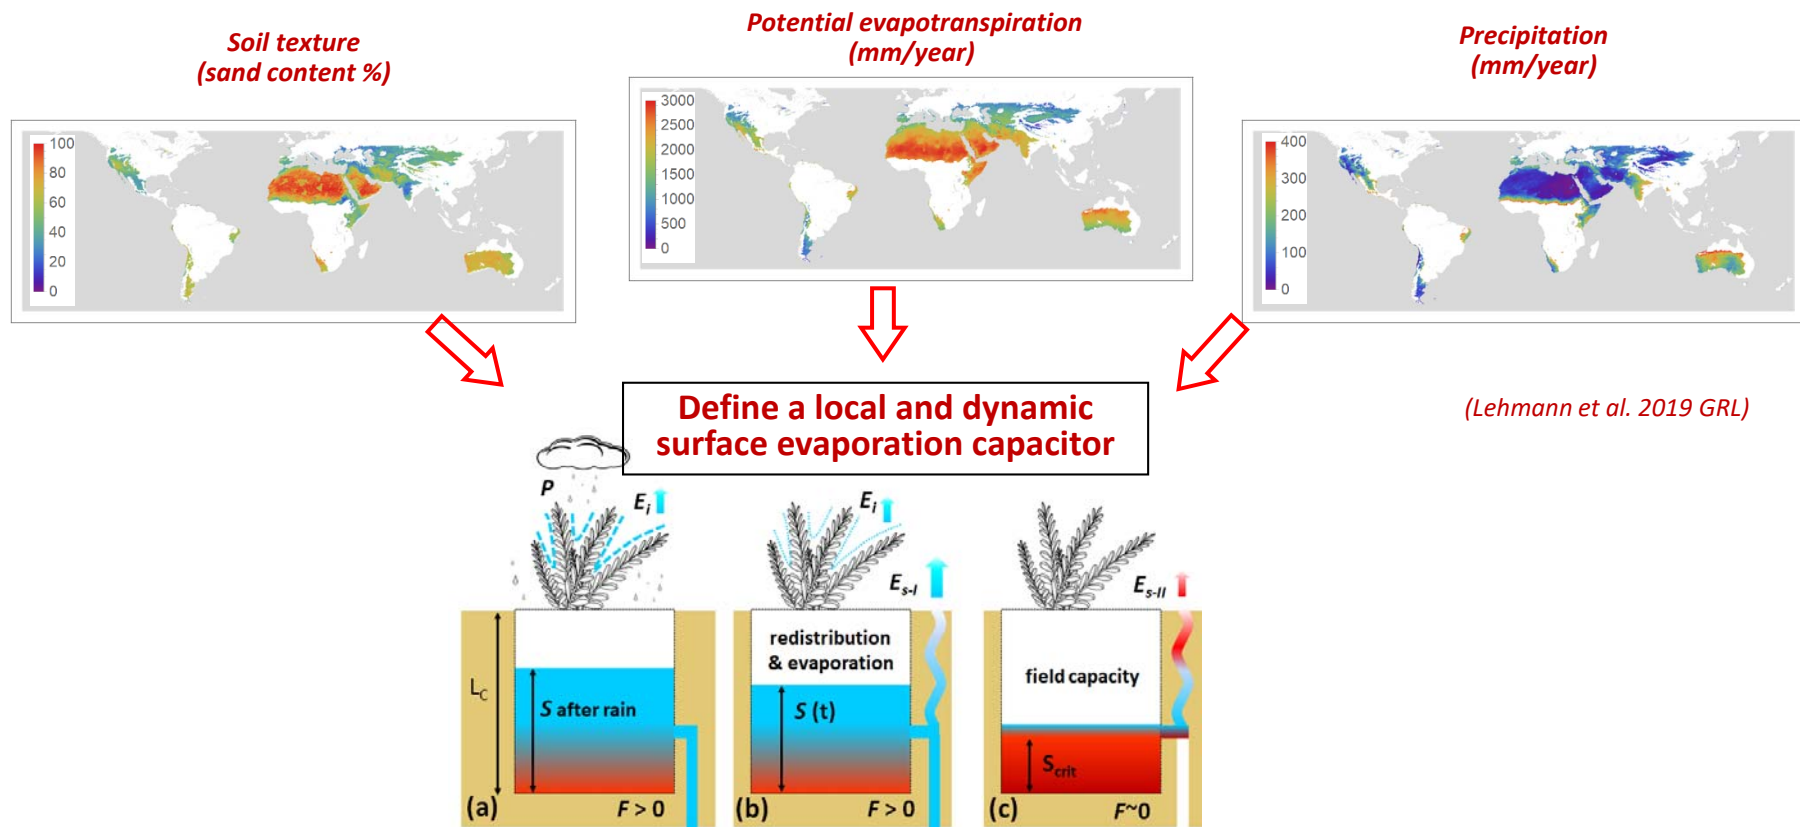 Soil texture
(sand content %)
Potential evapotranspiration
(mm/year)
Precipitation
(mm/year)
100
80
60
40
20
0
3000
2500
2000
1500
1000
500
0
400
300
200
100
0
Define a local and dynamic
surface evaporation capacitor
(Lehmann et al. 2019 GRL)
P
Ei
Ei
Es-I
Es-II
LC
S after rain
redistribution
& evaporation
S (t)
field capacity
Scrit
(a)
F > 0
(b)
F > 0
(c)
F~0